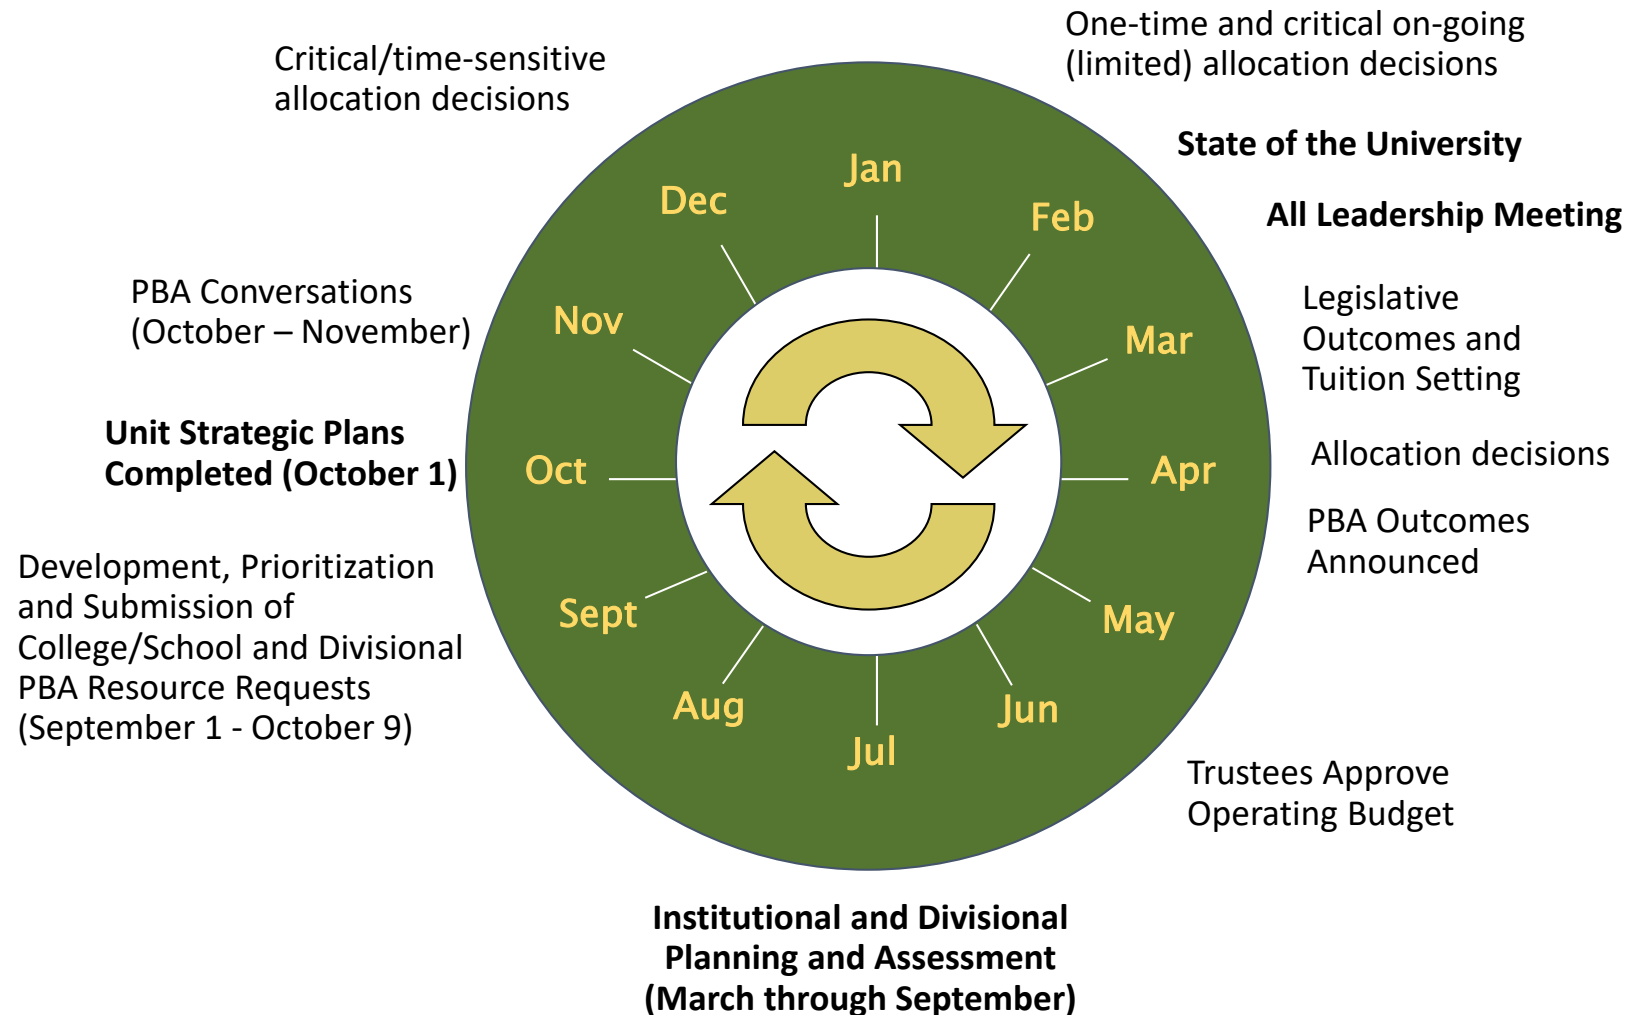 One-time and critical on-going
(limited) allocation decisions
Critical/time-sensitive
allocation decisions
State of the University
All Leadership Meeting
Jan
Feb
Mar
Apr
May
Jun
Jul
Aug
Sept
Oct
Nov
Dec
Legislative
Outcomes and
Tuition Setting
Allocation decisions
PBA Outcomes
Announced
Trustees Approve
Operating Budget
Institutional and Divisional
Planning and Assessment
(March through September)
Development, Prioritization
and Submission of
College/School and Divisional
PBA Resource Requests
(September 1 - October 9)
Unit Strategic Plans
Completed (October 1)
PBA Conversations
(October – November)